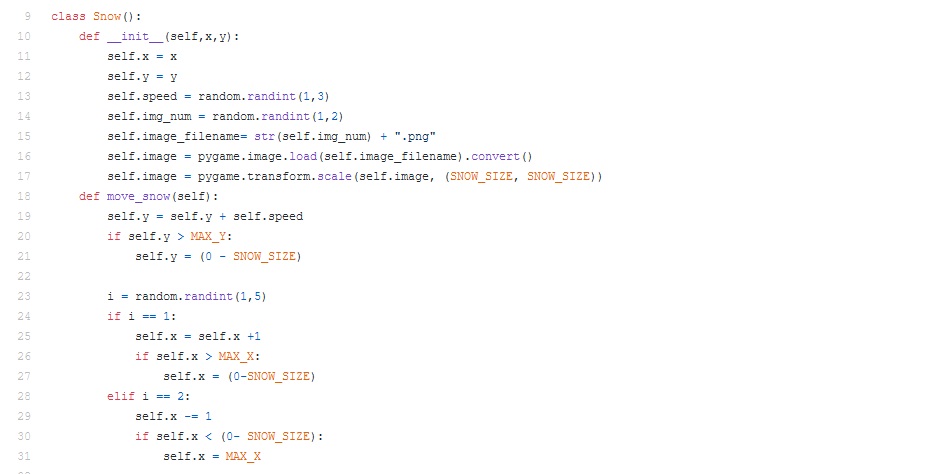 9 class Snow():
10     def __init__(self,x,y):
11         self.x = x
12         self.y = y
13         self.speed = random.randint(1,3)
14         self.img_num = random.randint(1,2)
15         self.image_filename= str(self.img_num) + ".png"
16         self.image = pygame.image.load(self.image_filename).convert()
17         self.image = pygame.transform.scale(self.image, (SNOW_SIZE, SNOW_SIZE))
18     def move_snow(self):
19         self.y = self.y + self.speed
20         if self.y > MAX_Y:
21             self.y = (0 - SNOW_SIZE)
22
23         i = random.randint(1,5)
24         if i == 1:
25             self.x = self.x +1
26             if self.x > MAX_X:
27                 self.x = (0-SNOW_SIZE)
28         elif i == 2:
29             self.x -= 1
30             if self.x < (0- SNOW_SIZE):
31                 self.x = MAX_X